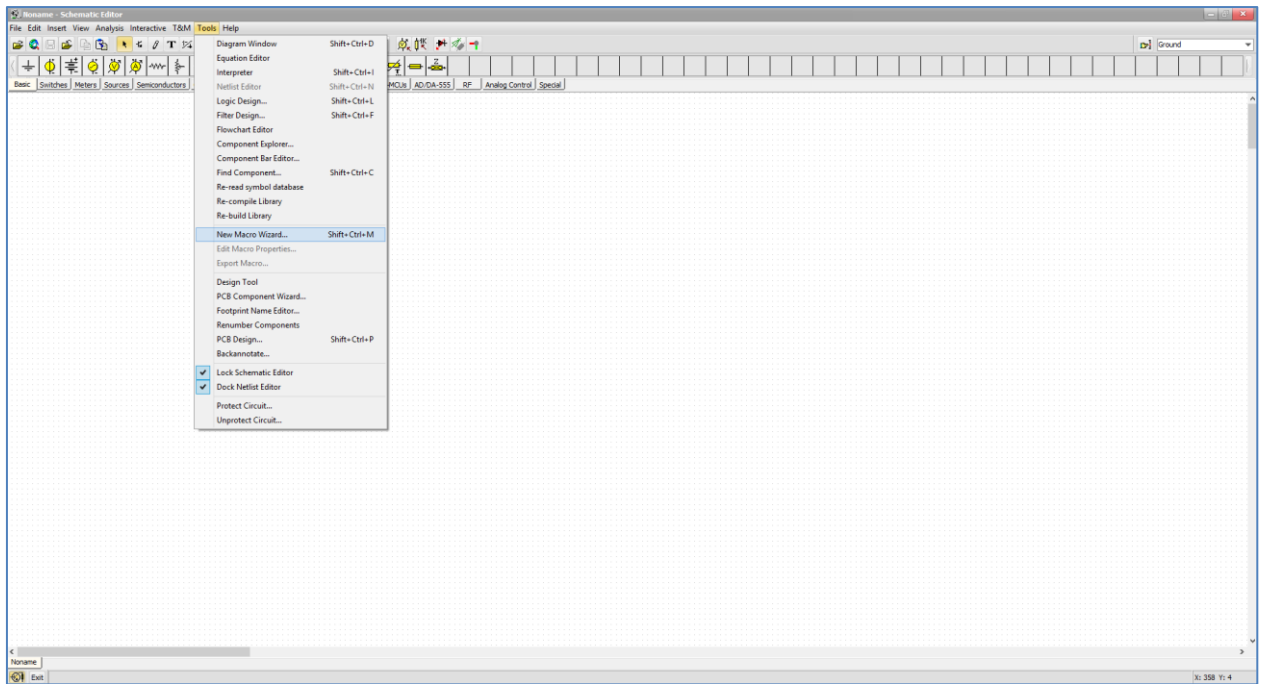 Noname - Schematic Editor
File Edit Insert View Analysis Interactive T&M Tools Help
Ground
Basic Switches Meters Sources Semiconductors MCUs AD/DA-555 RF Analog Control Special
Diagram Window Shift+Ctrl+D
Equation Editor
Interpreter Shift+Ctrl+I
Netlist Editor Shift+Ctrl+N
Logic Design... Shift+Ctrl+L
Filter Design... Shift+Ctrl+F
Flowchart Editor
Component Explorer...
Component Bar Editor...
Find Component... Shift+Ctrl+C
Re-read symbol database
Re-compile Library
Re-build Library
New Macro Wizard... Shift+Ctrl+M
Edit Macro Properties...
Export Macro...
Design Tool
PCB Component Wizard...
Footprint Name Editor...
Renumber Components
PCB Design... Shift+Ctrl+P
Backannotate...
Lock Schematic Editor
Dock Netlist Editor
Protect Circuit...
Unprotect Circuit...
Noname
Exit X: 358 Y: 4